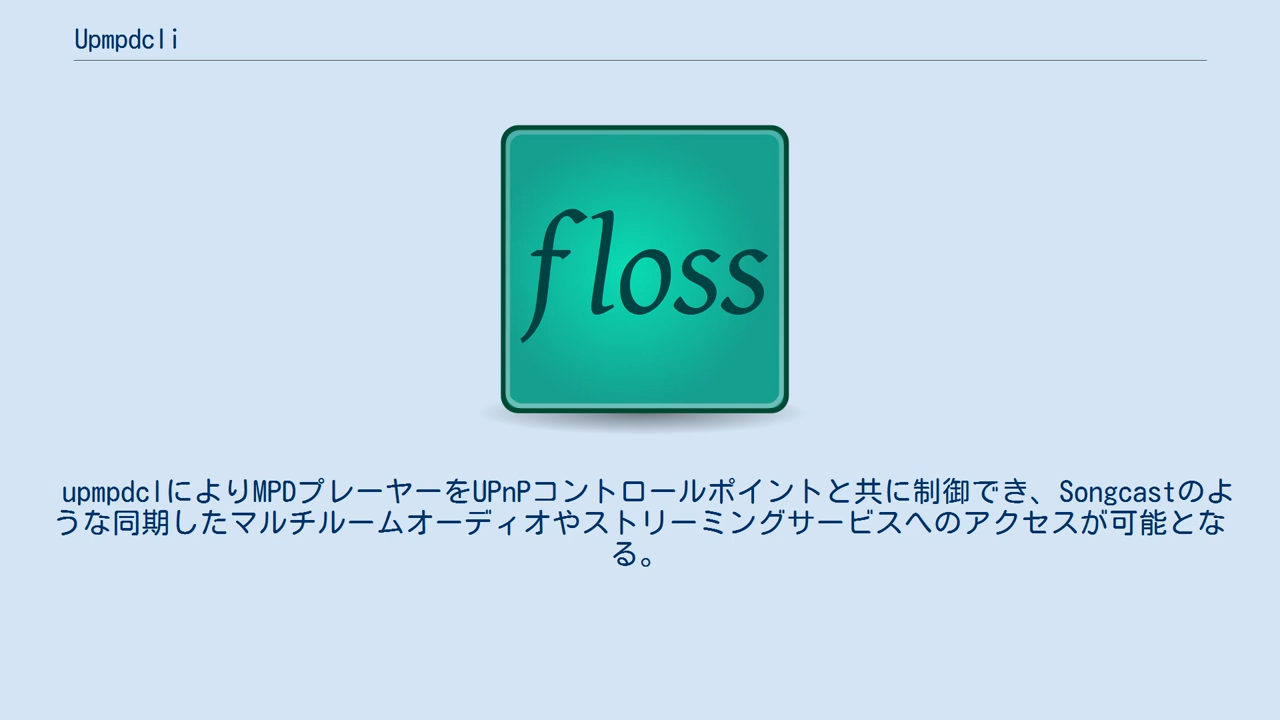 Upmpdcli
floss
upmpdclによりMPDプレーヤーをUPnPコントロールポイントと共に制御でき、Songcastのよ
うな同期したマルチルームオーディオやストリーミングサービスへのアクセスが可能とな
る。